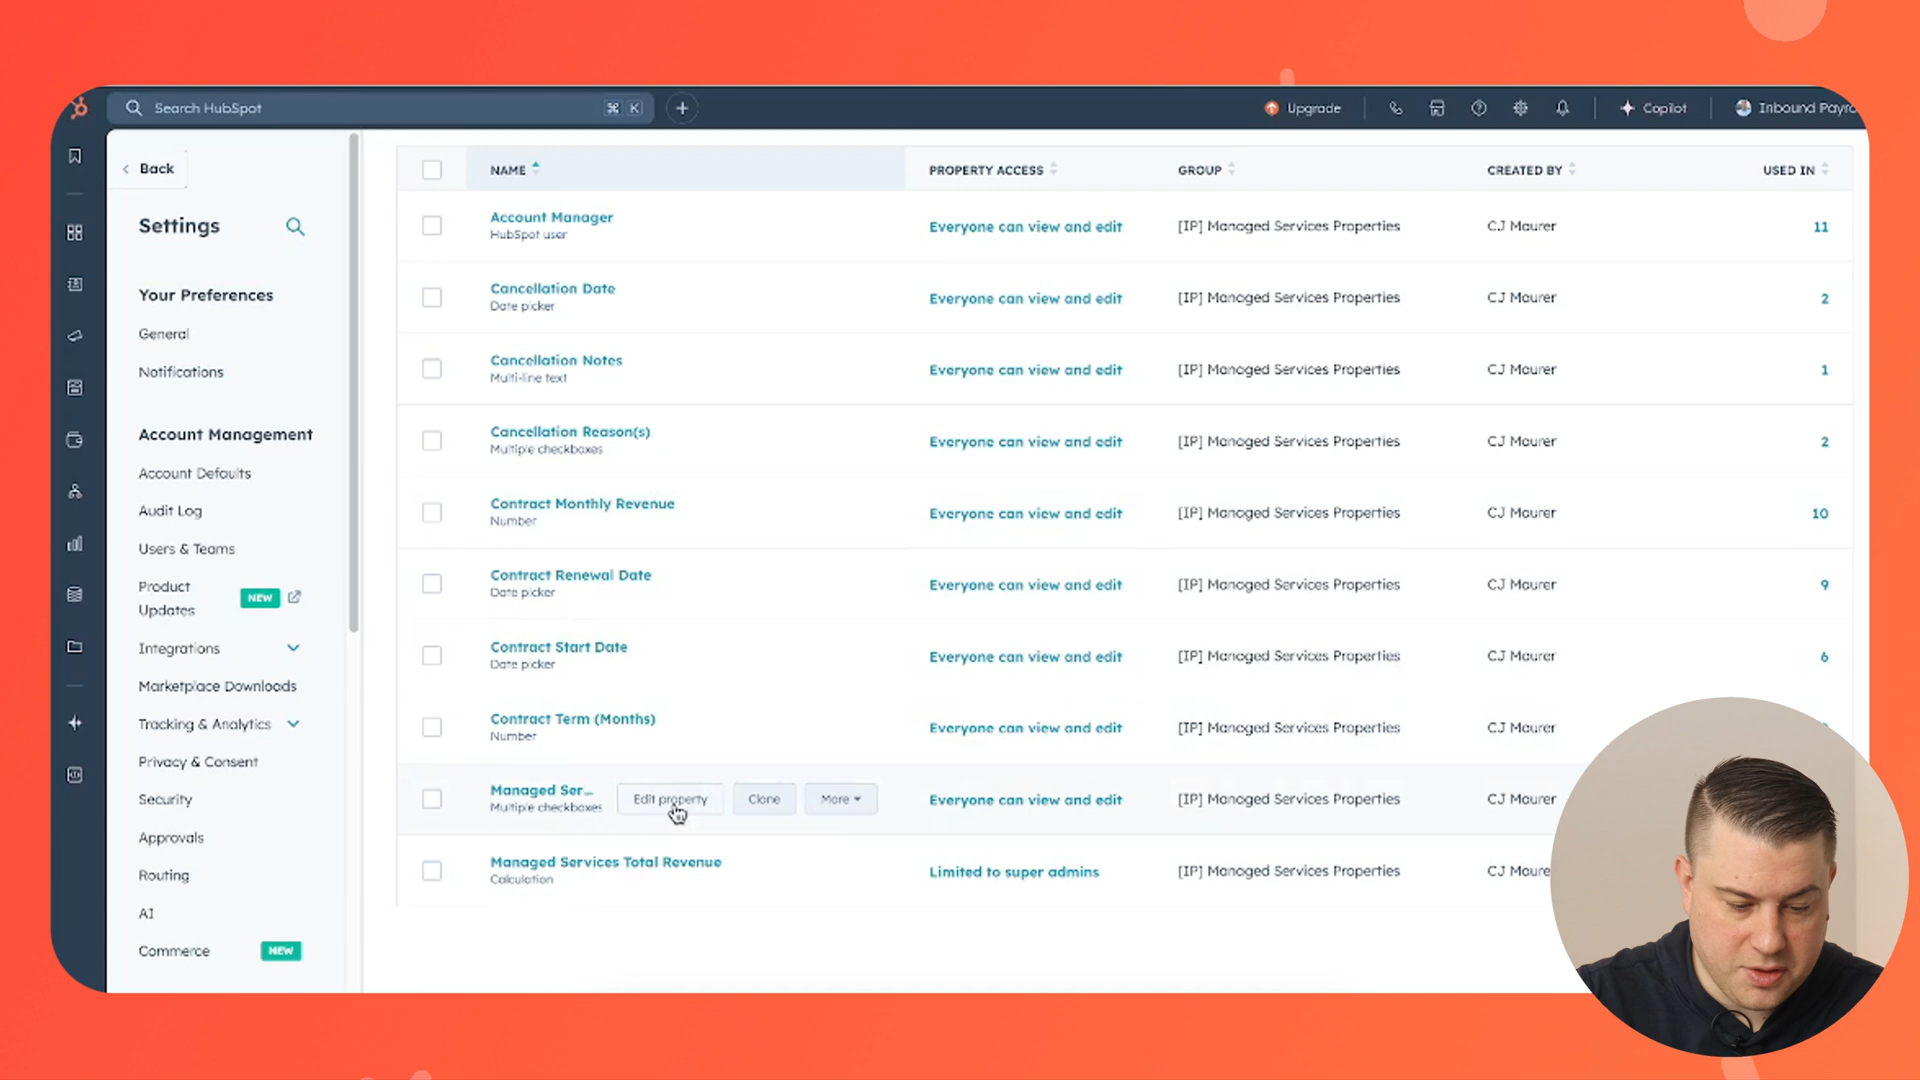 Search HubSpot
⌘ K
+
Upgrade
Copilot
Inbound Payro
Back
Settings
Your Preferences
General
Notifications
Account Management
Account Defaults
Audit Log
Users & Teams
Product
Updates
NEW
Integrations
Marketplace Downloads
Tracking & Analytics
Privacy & Consent
Security
Approvals
Routing
AI
Commerce
NEW
NAME PROPERTY ACCESS GROUP CREATED BY USED IN
Account Manager
HubSpot user
Everyone can view and edit [IP] Managed Services Properties CJ Maurer 11
Cancellation Date
Date picker
Everyone can view and edit [IP] Managed Services Properties CJ Maurer 2
Cancellation Notes
Multi-line text
Everyone can view and edit [IP] Managed Services Properties CJ Maurer 1
Cancellation Reason(s)
Multiple checkboxes
Everyone can view and edit [IP] Managed Services Properties CJ Maurer 2
Contract Monthly Revenue
Number
Everyone can view and edit [IP] Managed Services Properties CJ Maurer 10
Contract Renewal Date
Date picker
Everyone can view and edit [IP] Managed Services Properties CJ Maurer 9
Contract Start Date
Date picker
Everyone can view and edit [IP] Managed Services Properties CJ Maurer 6
Contract Term (Months)
Number
Everyone can view and edit [IP] Managed Services Properties CJ Maurer
Managed Ser...
Multiple checkboxes
Edit property Clone More
Everyone can view and edit [IP] Managed Services Properties CJ Maurer
Managed Services Total Revenue
Calculation
Limited to super admins [IP] Managed Services Properties CJ Maure